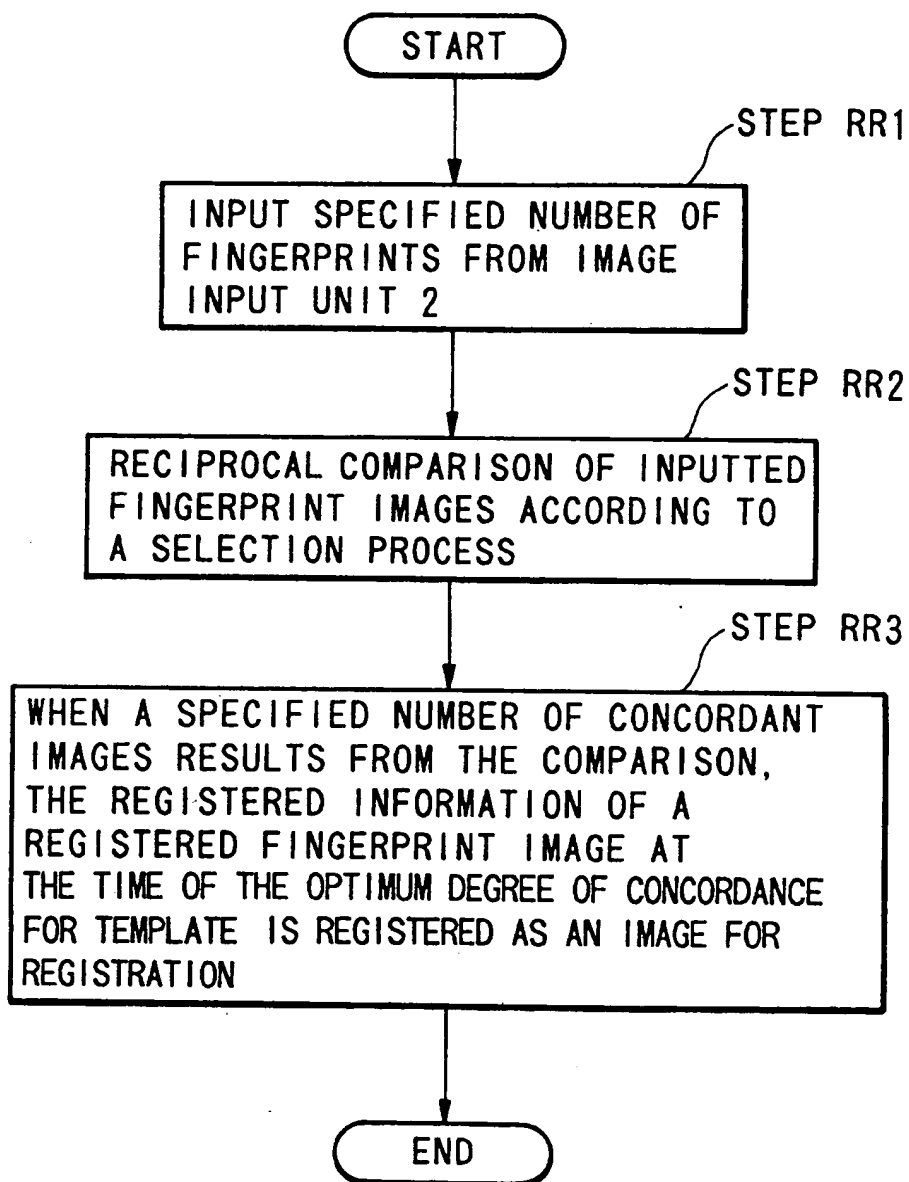 START
STEP RR1
INPUT SPECIFIED NUMBER OF
FINGERPRINTS FROM IMAGE
INPUT UNIT 2
STEP RR2
RECIPROCAL COMPARISON OF INPUTTED
FINGERPRINT IMAGES ACCORDING TO
A SELECTION PROCESS
STEP RR3
WHEN A SPECIFIED NUMBER OF CONCORDANT
IMAGES RESULTS FROM THE COMPARISON,
THE REGISTERED INFORMATION OF A
REGISTERED FINGERPRINT IMAGE AT
THE TIME OF THE OPTIMUM DEGREE OF CONCORDANCE
FOR TEMPLATE IS REGISTERED AS AN IMAGE FOR
REGISTRATION
END